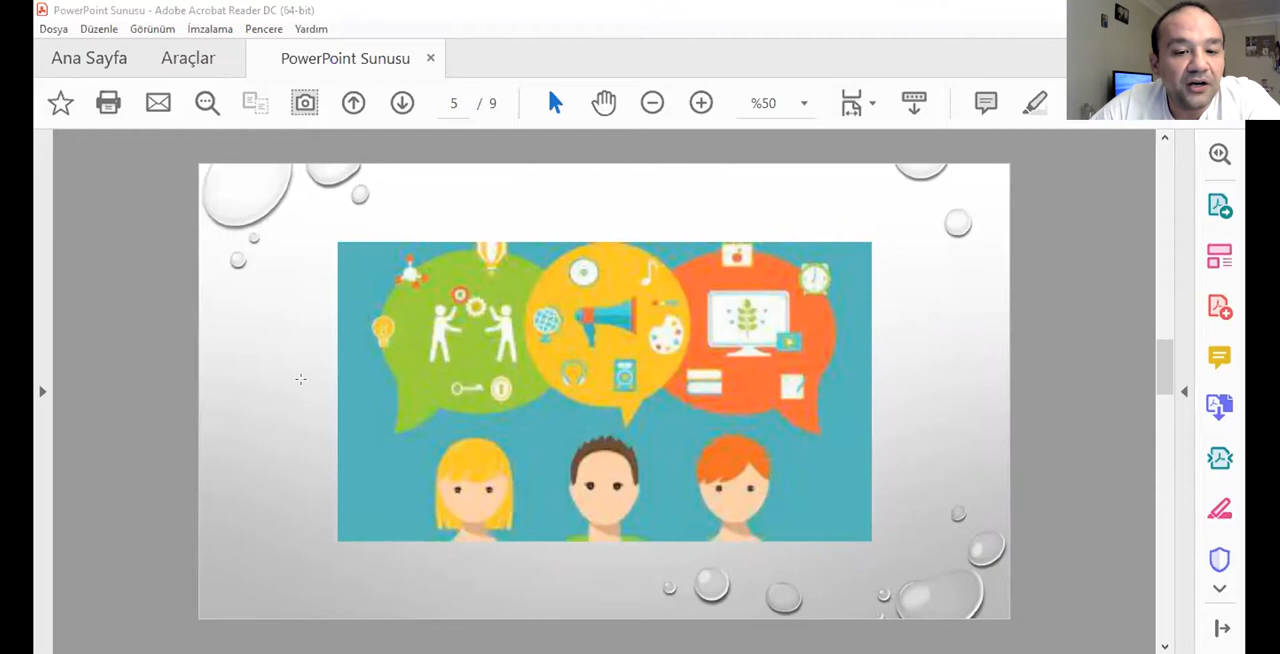 PowerPoint Sunusu - Adobe Acrobat Reader DC (64-bit)
Dosya Düzenle Görünüm İmzalama Pencere Yardım
Ana Sayfa Araçlar PowerPoint Sunusu
5 / 9 %50